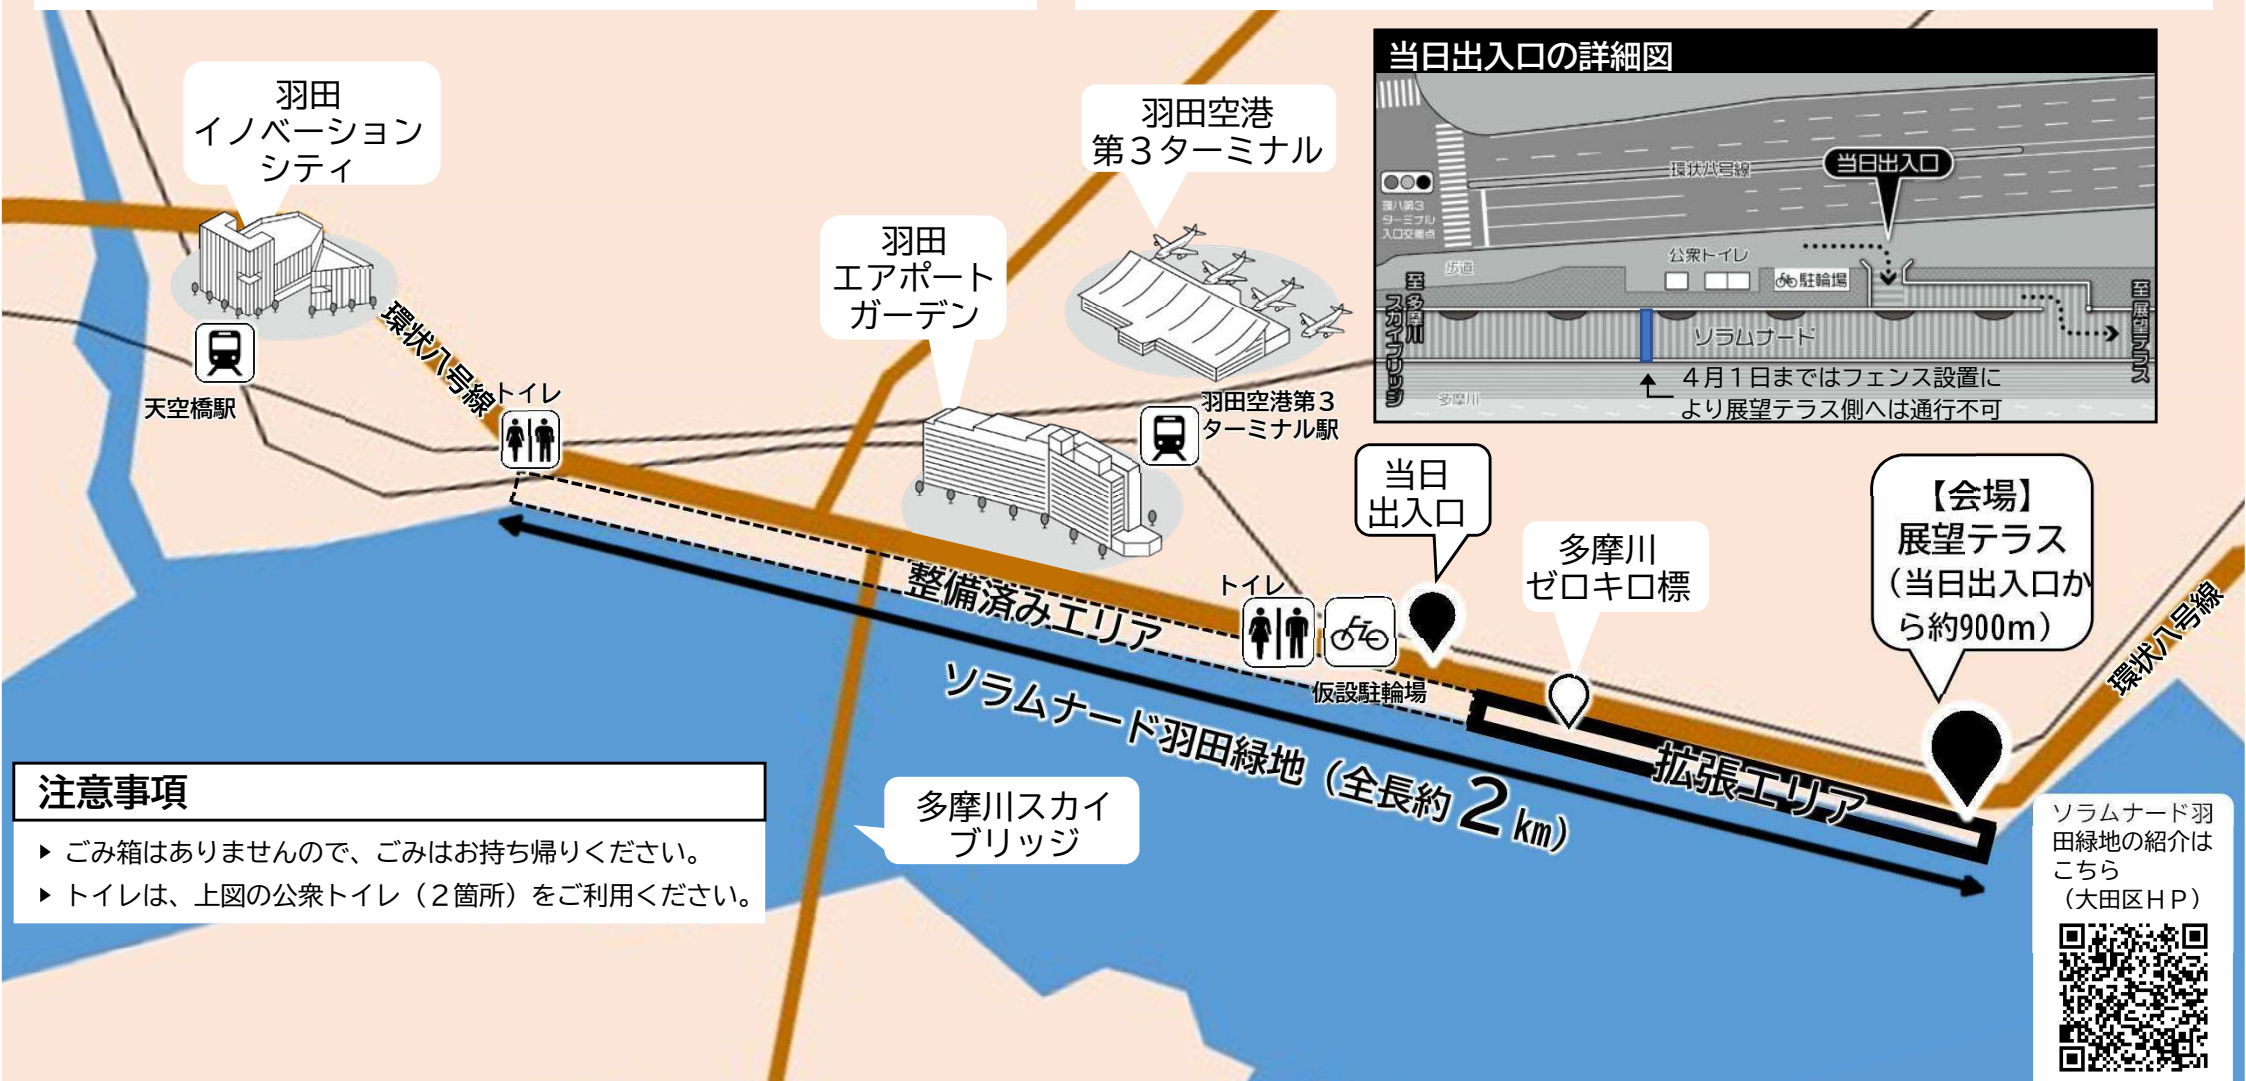 羽田
イノベーション
シティ
羽田空港
第３ターミナル
羽田
エアポート
ガーデン
当日出入口の詳細図
環状八号線
当日出入口
環八第３
ターミナル
入口交差点
歩道
公衆トイレ
駐輪場
至 多摩川
スカイブリッジ
至 展望テラス
ソラムナード
多摩川
４月１日まではフェンス設置に
より展望テラス側へは通行不可
天空橋駅
環状八号線
トイレ
羽田空港第３
ターミナル駅
当日
出入口
多摩川
ゼロキロ標
【会場】
展望テラス
（当日出入口か
ら約900ｍ）
環状八号線
整備済みエリア
トイレ
仮設駐輪場
ソラムナード羽田緑地（全長約２㎞）
拡張エリア
多摩川スカイ
ブリッジ
注意事項
▶ ごみ箱はありませんので、ごみはお持ち帰りください。
▶ トイレは、上図の公衆トイレ（２箇所）をご利用ください。
ソラムナード羽
田緑地の紹介は
こちら
（大田区ＨＰ）